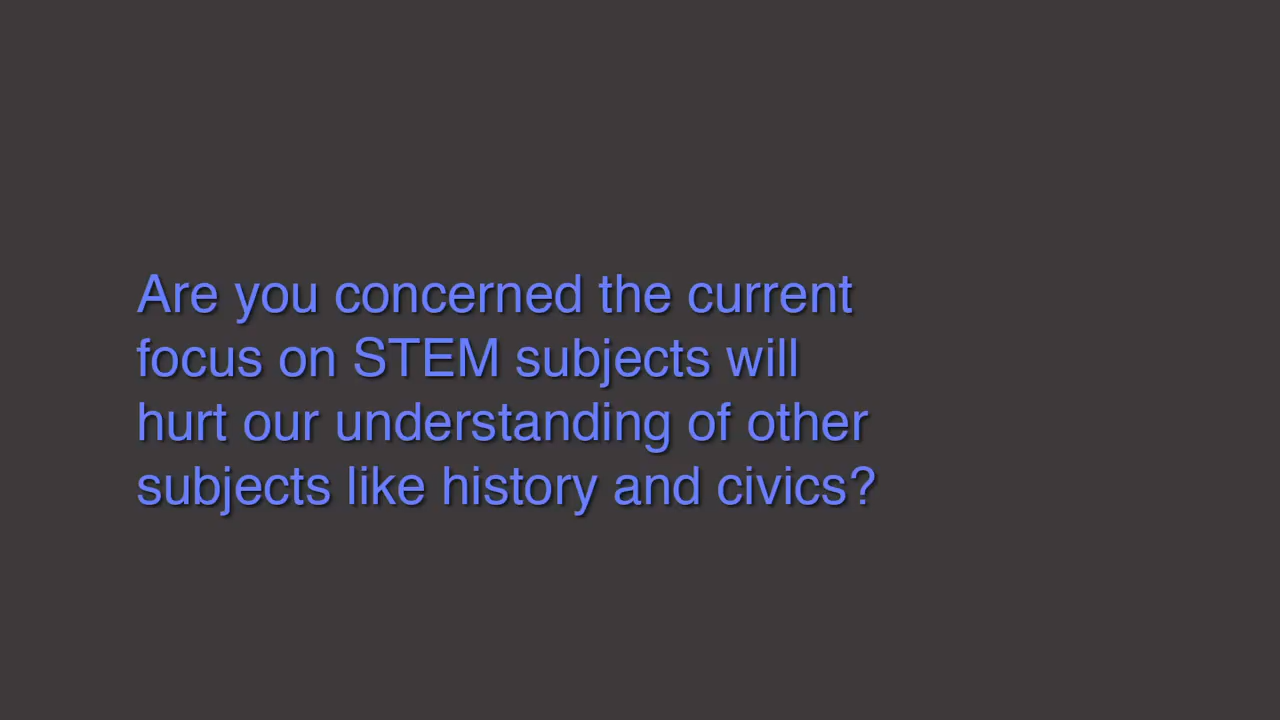 Are you concerned the current
focus on STEM subjects will
hurt our understanding of other
subjects like history and civics?